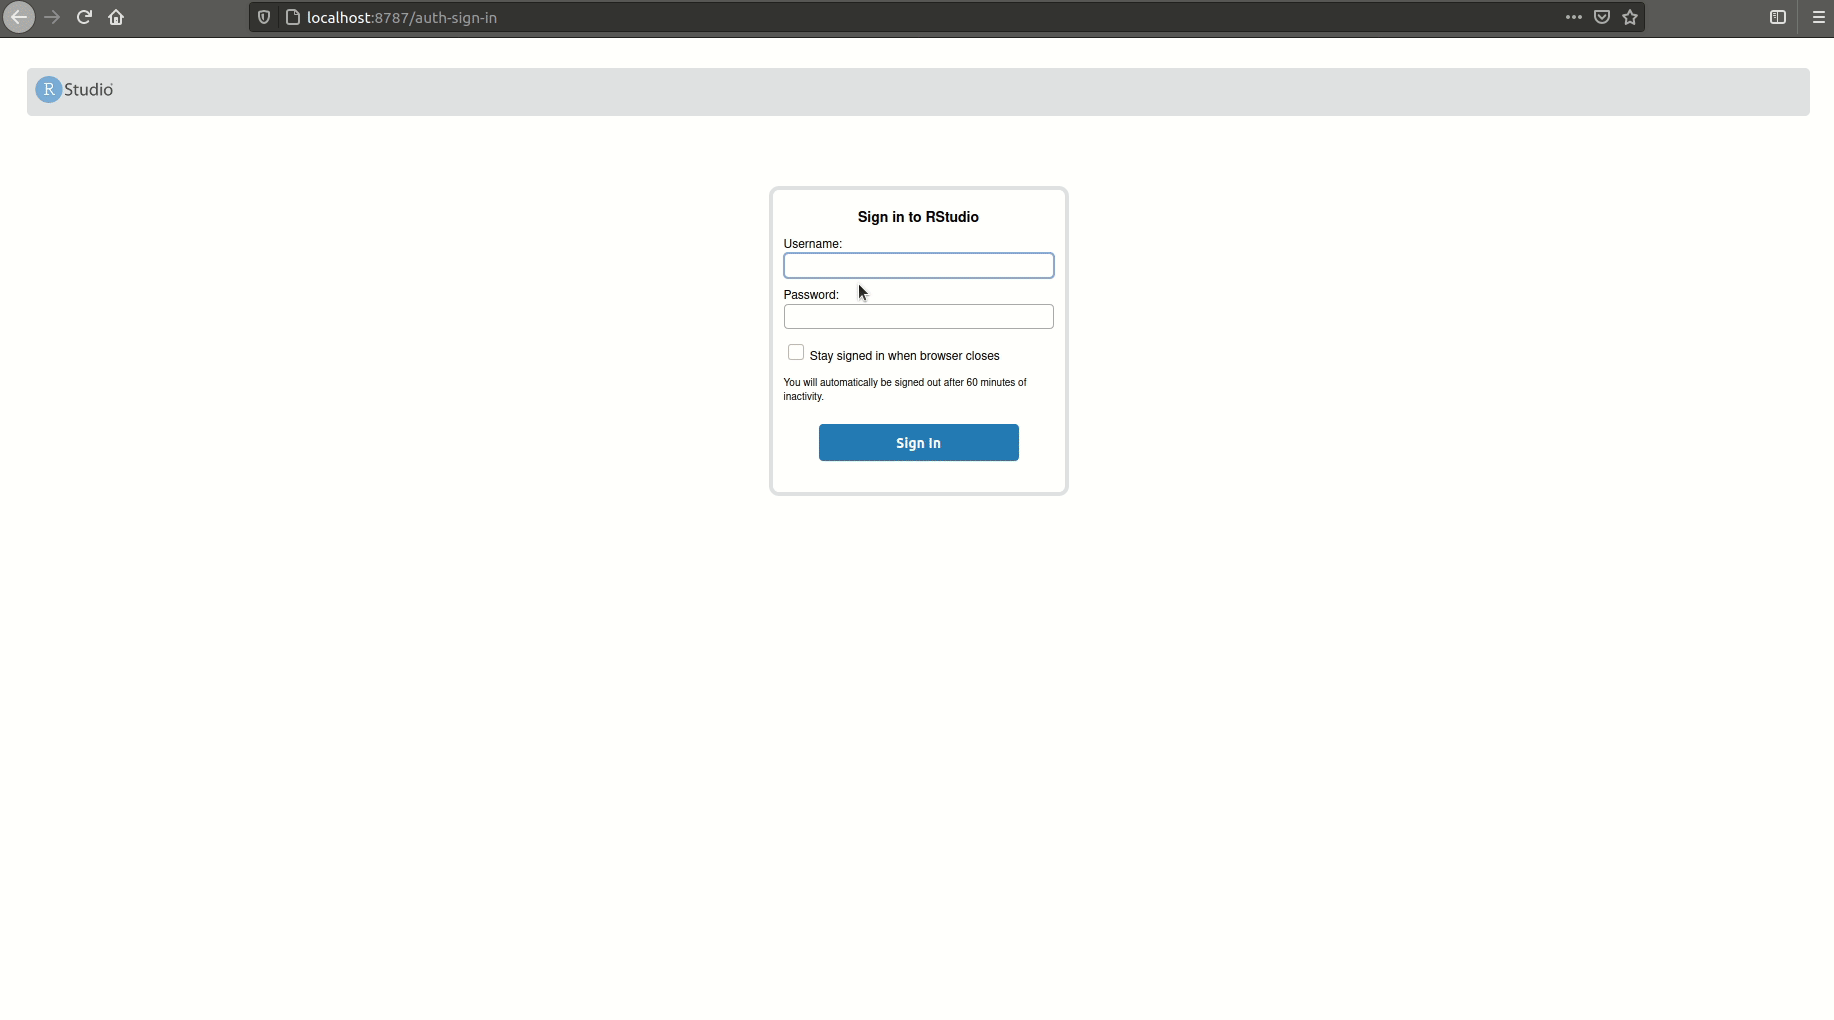 localhost:8787/auth-sign-in
R Studio
Sign in to RStudio
Username:
Password:
Stay signed in when browser closes
You will automatically be signed out after 60 minutes of
inactivity.
Sign In